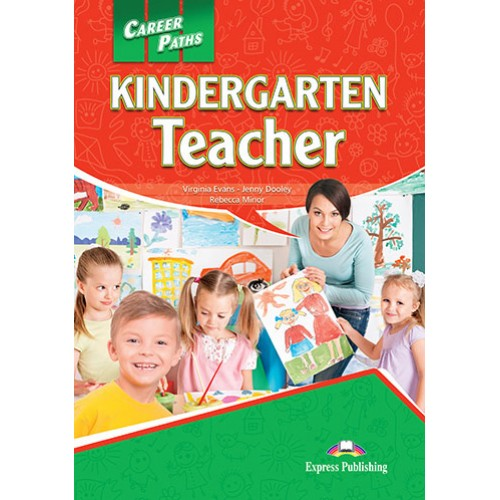 CAREER
PATHS
KINDERGARTEN
Teacher
Virginia Evans - Jenny Dooley
Rebecca Minor
Express Publishing